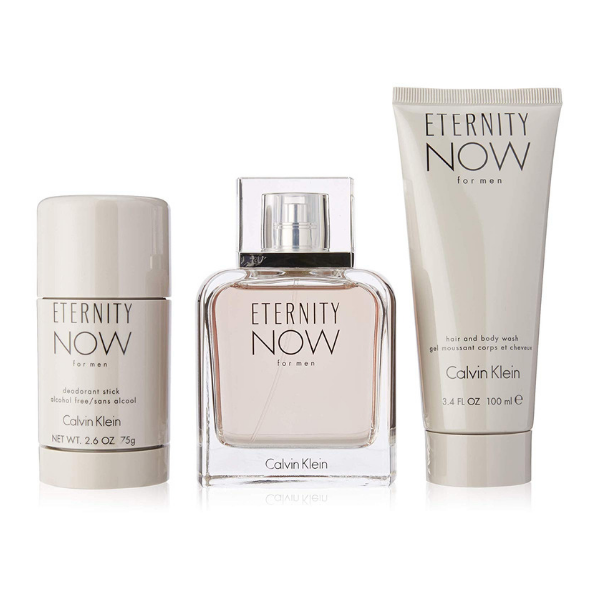 ETERNITY
NOW
for men
deodorant stick
alcohol free/sans alcool
Calvin Klein
NET WT. 2.6 OZ 75g
ETERNITY
NOW
for men
Calvin Klein
ETERNITY
NOW
for men
hair and body wash
gel moussant corps et cheveux
Calvin Klein
3.4 FL OZ 100 ml ℮